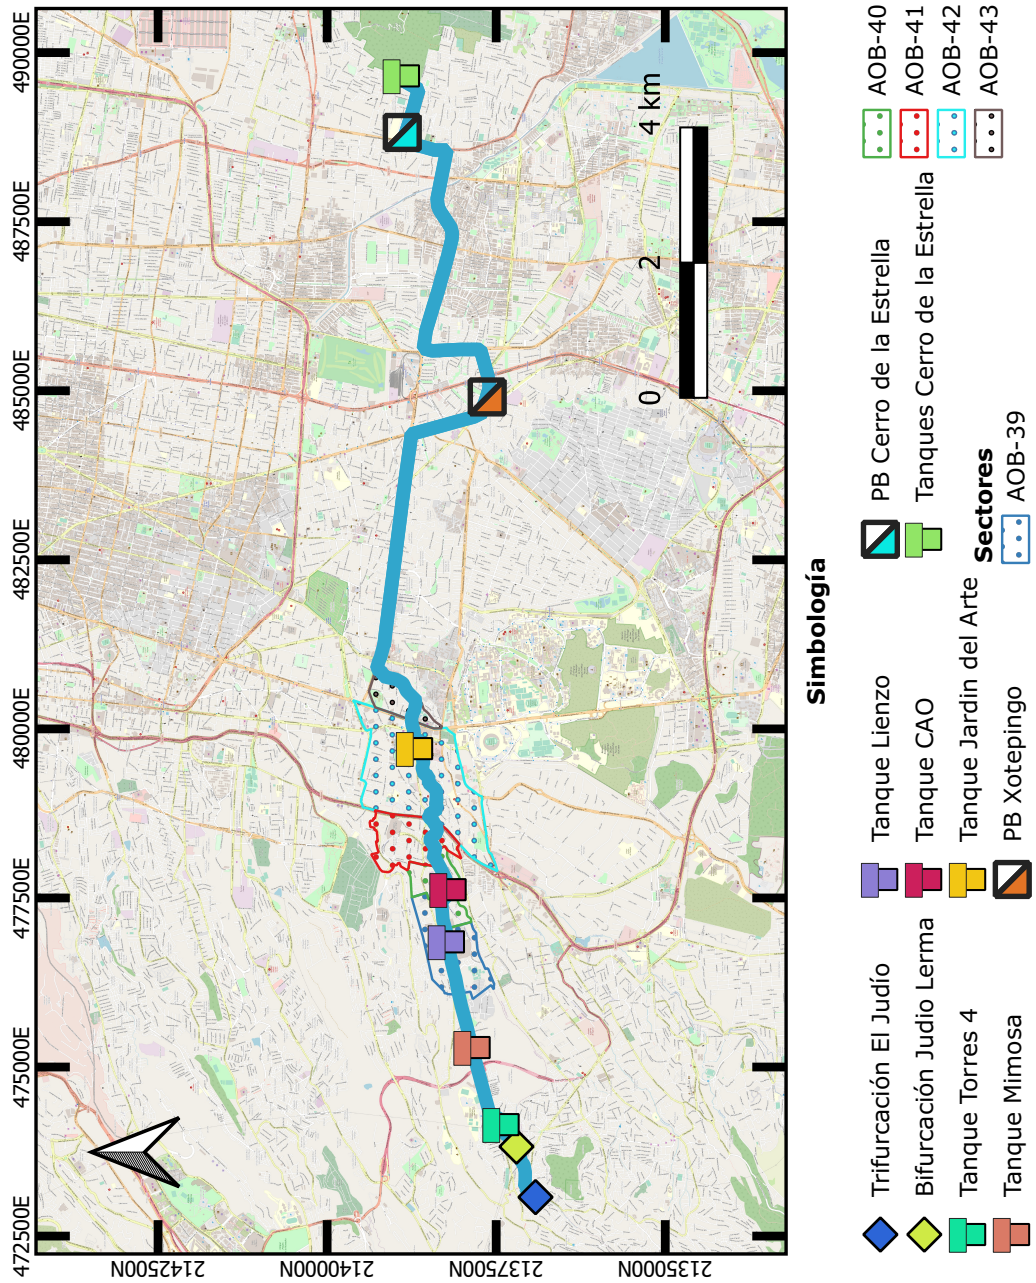 472500E
475000E
477500E
480000E
482500E
485000E
487500E
490000E
2142500N
2140000N
2137500N
2135000N
0
2
4 km
Simbología
Trifurcación El Judío
Bifurcación Judio Lerma
Tanque Torres 4
Tanque Mimosa
Tanque Lienzo
Tanque CAO
Tanque Jardin del Arte
PB Xotepingo
PB Cerro de la Estrella
Tanques Cerro de la Estrella
Sectores
AOB-39
AOB-40
AOB-41
AOB-42
AOB-43